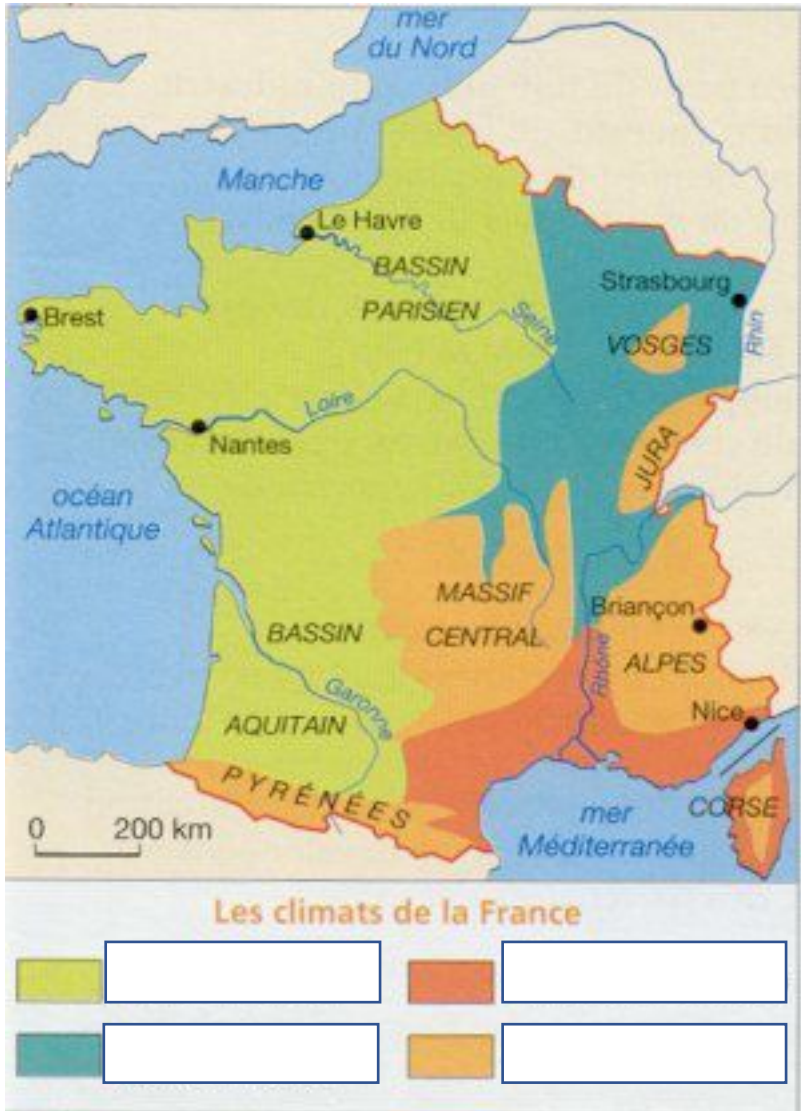 mer
du Nord
Manche
Le Havre
BASSIN
PARISIEN
Seine
Strasbourg
Brest
VOSGES
Rhin
Loire
Nantes
JURA
océan
Atlantique
MASSIF
CENTRAL
Briançon
BASSIN
Rhône
ALPES
Garonne
AQUITAIN
Nice
PYRÉNÉES
CORSE
0 200 km
mer
Méditerranée
Les climats de la France